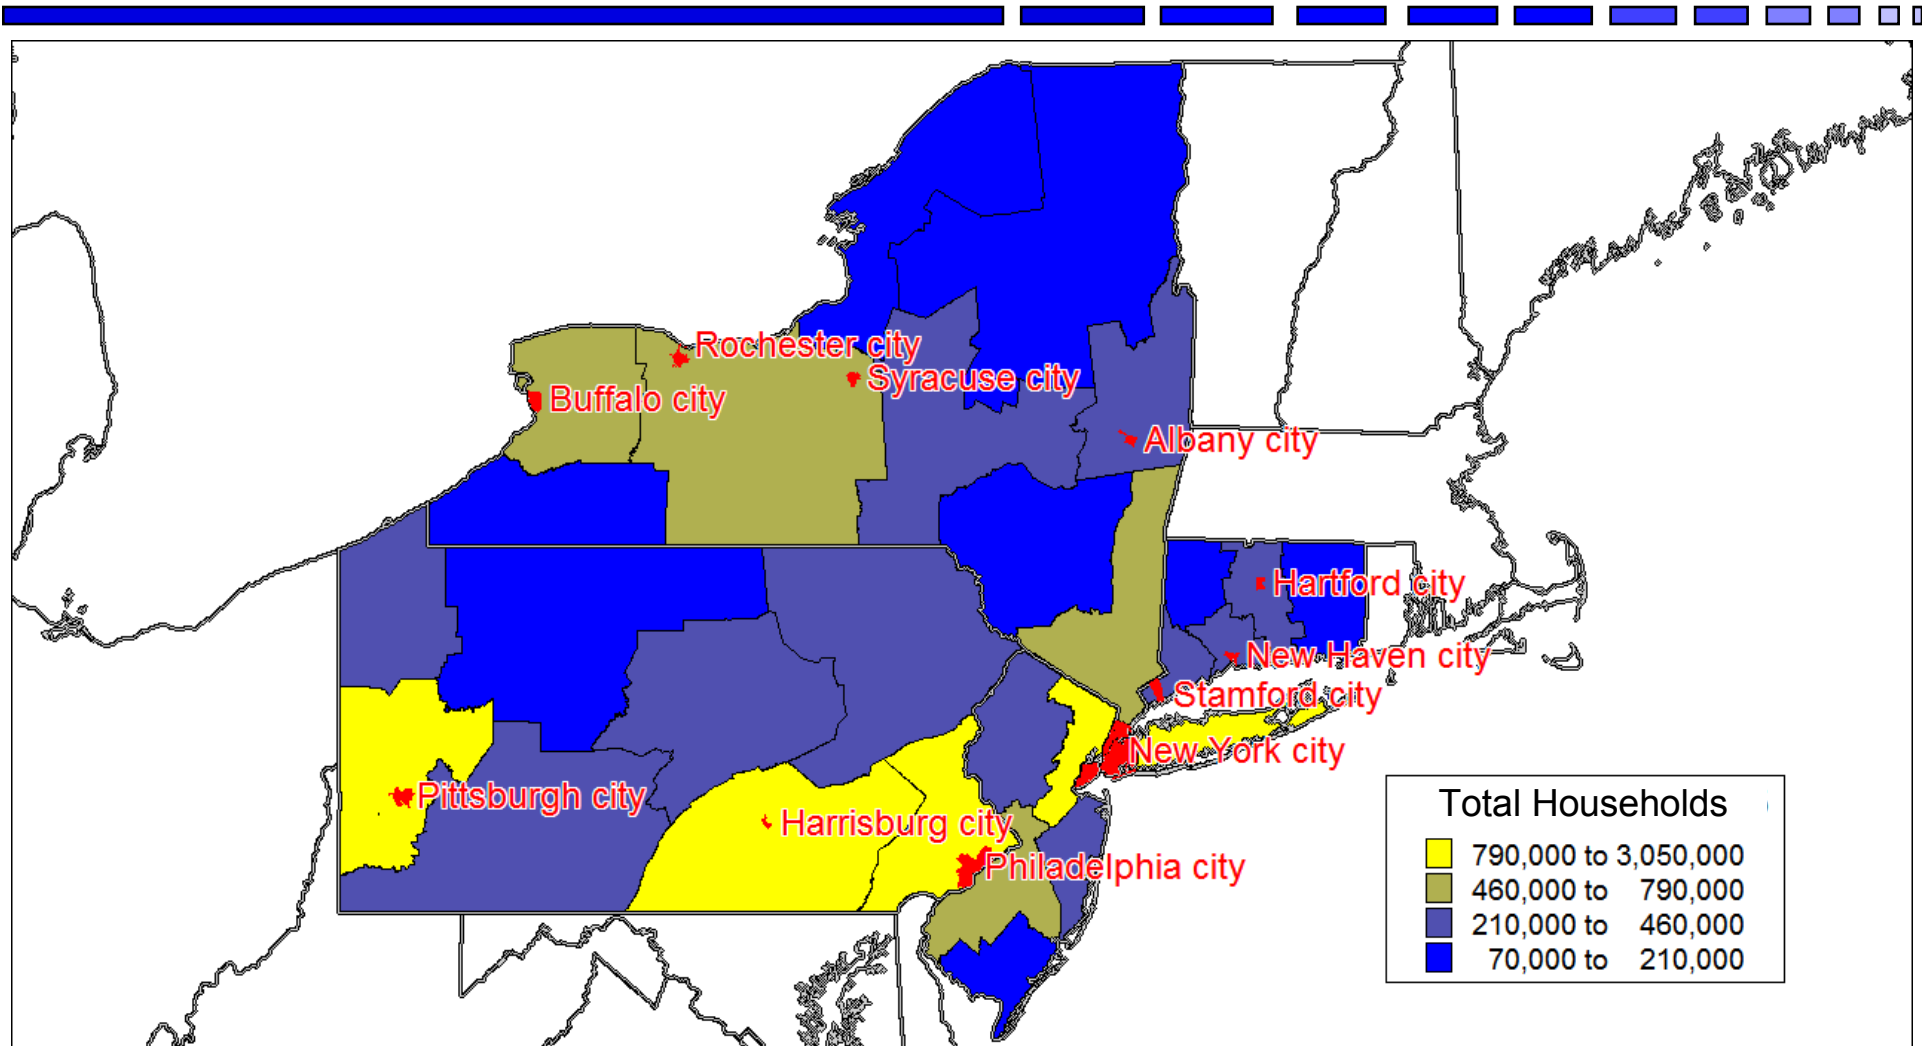 Rochester city
Syracuse city
Buffalo city
Albany city
Hartford city
New Haven city
Stamford city
New York city
Pittsburgh city
Harrisburg city
Philadelphia city
Total Households
790,000 to 3,050,000
460,000 to 790,000
210,000 to 460,000
70,000 to 210,000